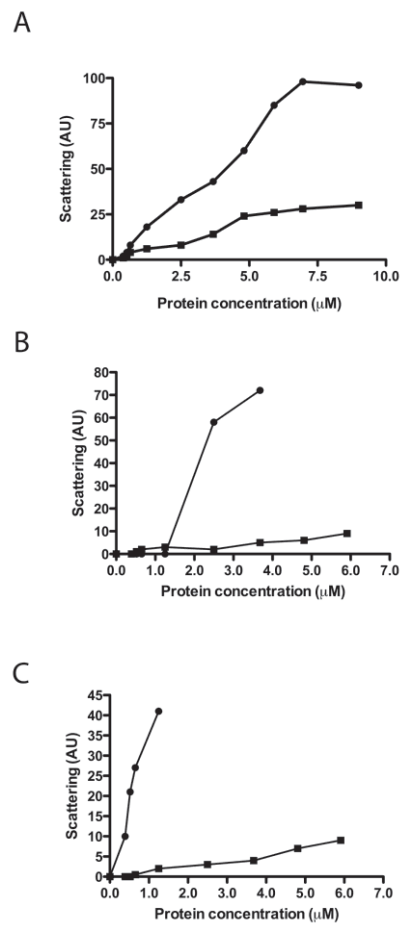 A
100
75
50
25
0
Scattering (AU)
0.0 2.5 5.0 7.5 10.0
Protein concentration (μM)
B
80
70
60
50
40
30
20
10
0
Scattering (AU)
0.0 1.0 2.0 3.0 4.0 5.0 6.0 7.0
Protein concentration (μM)
C
45
40
35
30
25
20
15
10
5
0
Scattering (AU)
0.0 1.0 2.0 3.0 4.0 5.0 6.0 7.0
Protein concentration (μM)